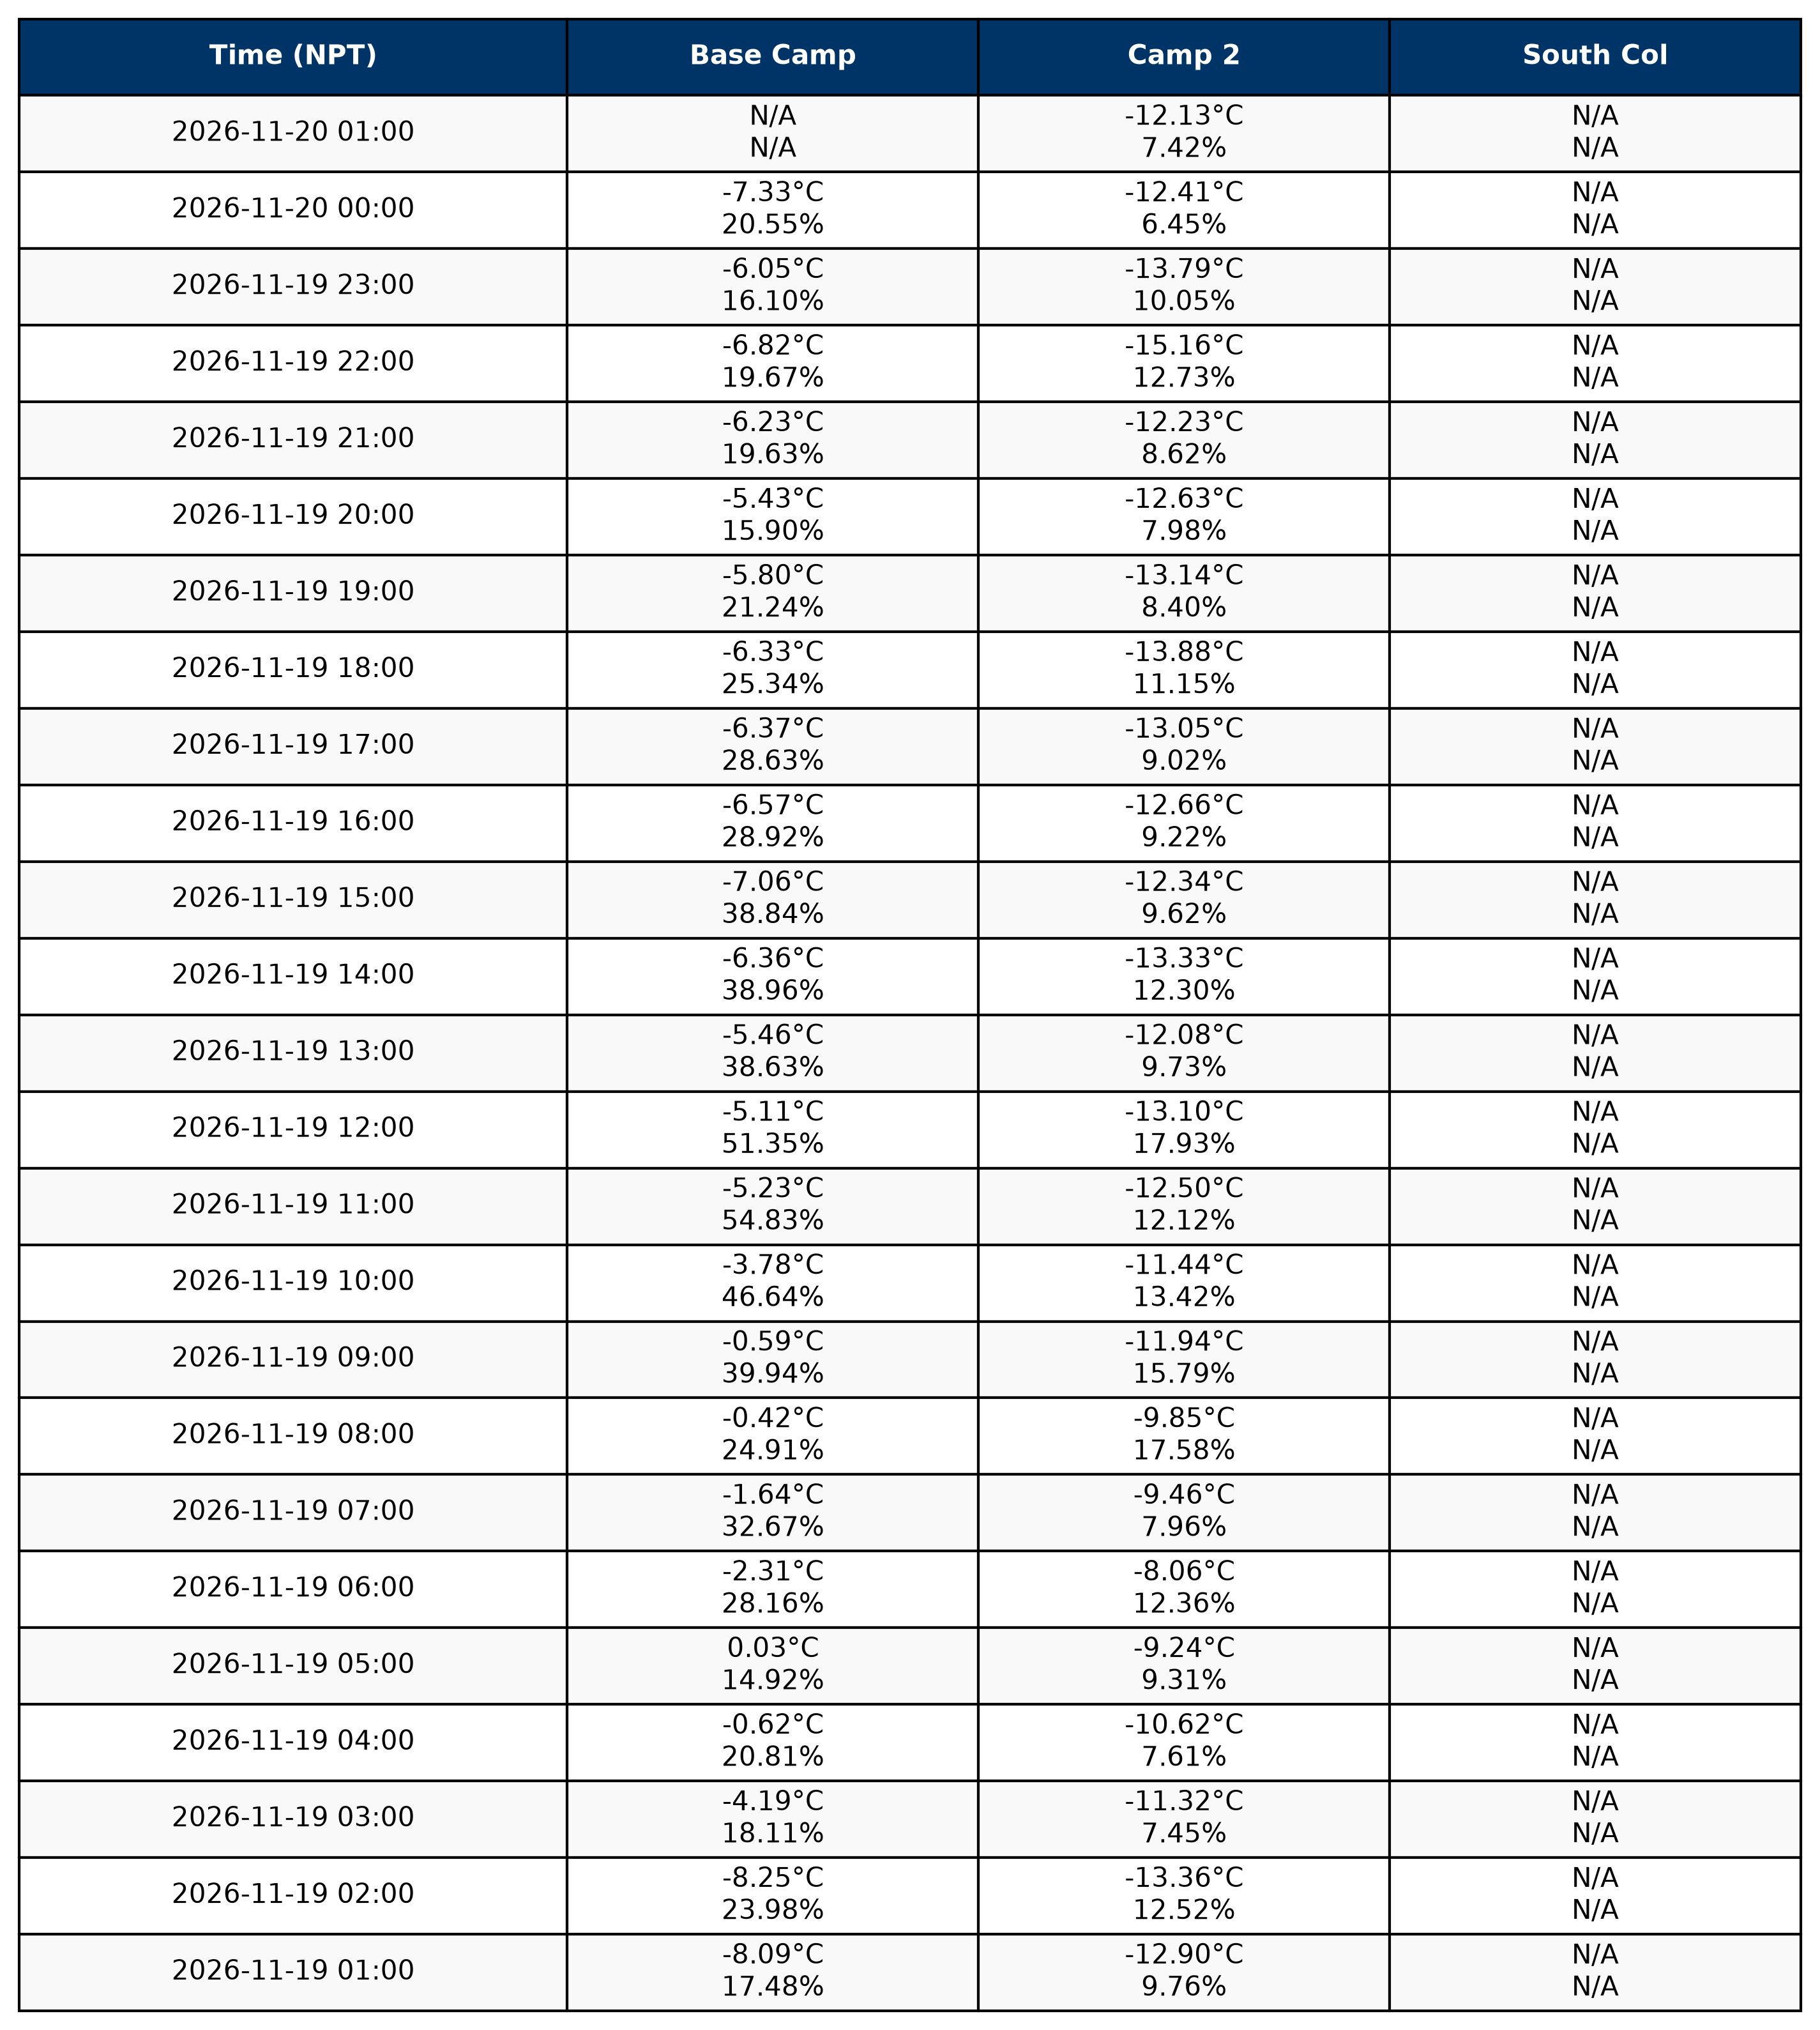 Time (NPT) Base Camp Camp 2 South Col
2026-11-20 01:00 N/A -12.13°C N/A
N/A 7.42% N/A
2026-11-20 00:00 -7.33°C -12.41°C N/A
20.55% 6.45% N/A
2026-11-19 23:00 -6.05°C -13.79°C N/A
16.10% 10.05% N/A
2026-11-19 22:00 -6.82°C -15.16°C N/A
19.67% 12.73% N/A
2026-11-19 21:00 -6.23°C -12.23°C N/A
19.63% 8.62% N/A
2026-11-19 20:00 -5.43°C -12.63°C N/A
15.90% 7.98% N/A
2026-11-19 19:00 -5.80°C -13.14°C N/A
21.24% 8.40% N/A
2026-11-19 18:00 -6.33°C -13.88°C N/A
25.34% 11.15% N/A
2026-11-19 17:00 -6.37°C -13.05°C N/A
28.63% 9.02% N/A
2026-11-19 16:00 -6.57°C -12.66°C N/A
28.92% 9.22% N/A
2026-11-19 15:00 -7.06°C -12.34°C N/A
38.84% 9.62% N/A
2026-11-19 14:00 -6.36°C -13.33°C N/A
38.96% 12.30% N/A
2026-11-19 13:00 -5.46°C -12.08°C N/A
38.63% 9.73% N/A
2026-11-19 12:00 -5.11°C -13.10°C N/A
51.35% 17.93% N/A
2026-11-19 11:00 -5.23°C -12.50°C N/A
54.83% 12.12% N/A
2026-11-19 10:00 -3.78°C -11.44°C N/A
46.64% 13.42% N/A
2026-11-19 09:00 -0.59°C -11.94°C N/A
39.94% 15.79% N/A
2026-11-19 08:00 -0.42°C -9.85°C N/A
24.91% 17.58% N/A
2026-11-19 07:00 -1.64°C -9.46°C N/A
32.67% 7.96% N/A
2026-11-19 06:00 -2.31°C -8.06°C N/A
28.16% 12.36% N/A
2026-11-19 05:00 0.03°C -9.24°C N/A
14.92% 9.31% N/A
2026-11-19 04:00 -0.62°C -10.62°C N/A
20.81% 7.61% N/A
2026-11-19 03:00 -4.19°C -11.32°C N/A
18.11% 7.45% N/A
2026-11-19 02:00 -8.25°C -13.36°C N/A
23.98% 12.52% N/A
2026-11-19 01:00 -8.09°C -12.90°C N/A
17.48% 9.76% N/A